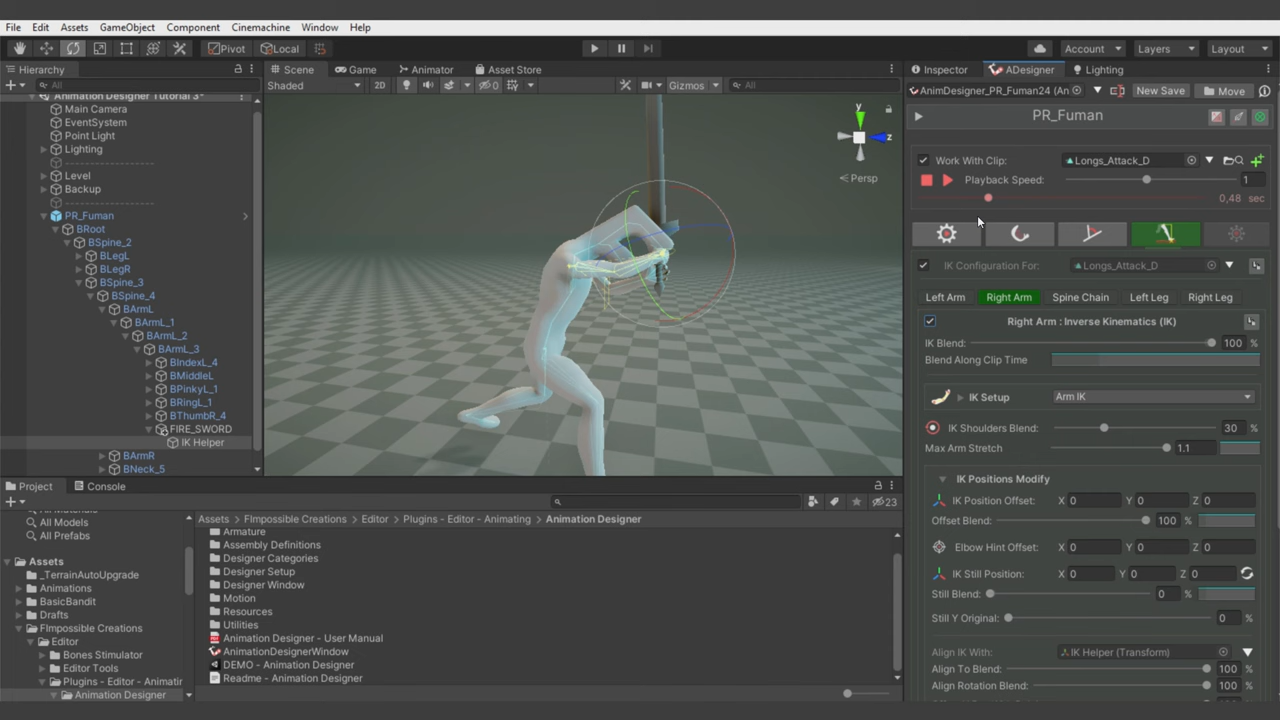 File Edit Assets GameObject Component Cinemachine Window Help
Pivot Local Account Layers Layout
Hierarchy
All
Animation Designer Tutorial 3*
Main Camera
EventSystem
Point Light
Lighting
--------------------
Level
Backup
--------------------
PR_Fuman
BRoot
BSpine_2
BLegL
BLegR
BSpine_3
BSpine_4
BArmL
BArmL_1
BArmL_2
BArmL_3
BIndexL_4
BMiddleL
BPinkyL_1
BRingL_1
BThumbR_4
FIRE_SWORD
IK Helper
BArmR
BNeck_5
Scene Game Animator Asset Store
Shaded 2D 0 Gizmos All
y
z
Persp
Project Console
23
All Models
All Prefabs
Assets
_TerrainAutoUpgrade
Animations
BasicBandit
Drafts
FImpossible Creations
Editor
Bones Stimulator
Editor Tools
Plugins - Editor - Animatir
Animation Designer
Assets > FImpossible Creations > Editor > Plugins - Editor - Animating > Animation Designer
Armature
Assembly Definitions
Designer Categories
Designer Setup
Designer Window
Motion
Resources
Utilities
Animation Designer - User Manual
AnimationDesignerWindow
DEMO - Animation Designer
Readme - Animation Designer
Inspector ADesigner Lighting
AnimDesigner_PR_Fuman24 (An New Save Move
PR_Fuman
Work With Clip: Longs_Attack_D
Playback Speed: 1
0,48 sec
IK Configuration For: Longs_Attack_D
Left Arm Right Arm Spine Chain Left Leg Right Leg
Right Arm : Inverse Kinematics (IK)
IK Blend: 100 %
Blend Along Clip Time
IK Setup Arm IK
IK Shoulders Blend: 30 %
Max Arm Stretch 1.1
IK Positions Modify
IK Position Offset: X 0 Y 0 Z 0
Offset Blend: 100 %
Elbow Hint Offset: X 0 Y 0 Z 0
IK Still Position: X 0 Y 0 Z 0
Still Blend: 0 %
Still Y Original: 0 %
Align IK With: IK Helper (Transform)
Align To Blend: 100 %
Align Rotation Blend: 100 %